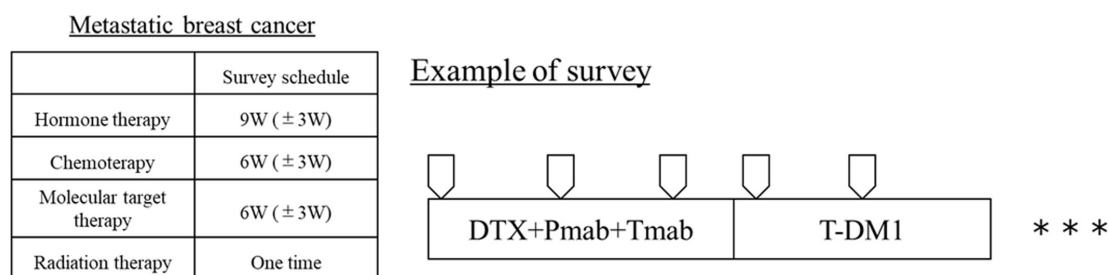 Metastatic breast cancer
Survey schedule
Hormone therapy 9W (±3W)
Chemoterapy 6W (±3W)
Molecular target
therapy 6W (±3W)
Radiation therapy One time
Example of survey
DTX+Pmab+Tmab T-DM1 * * *